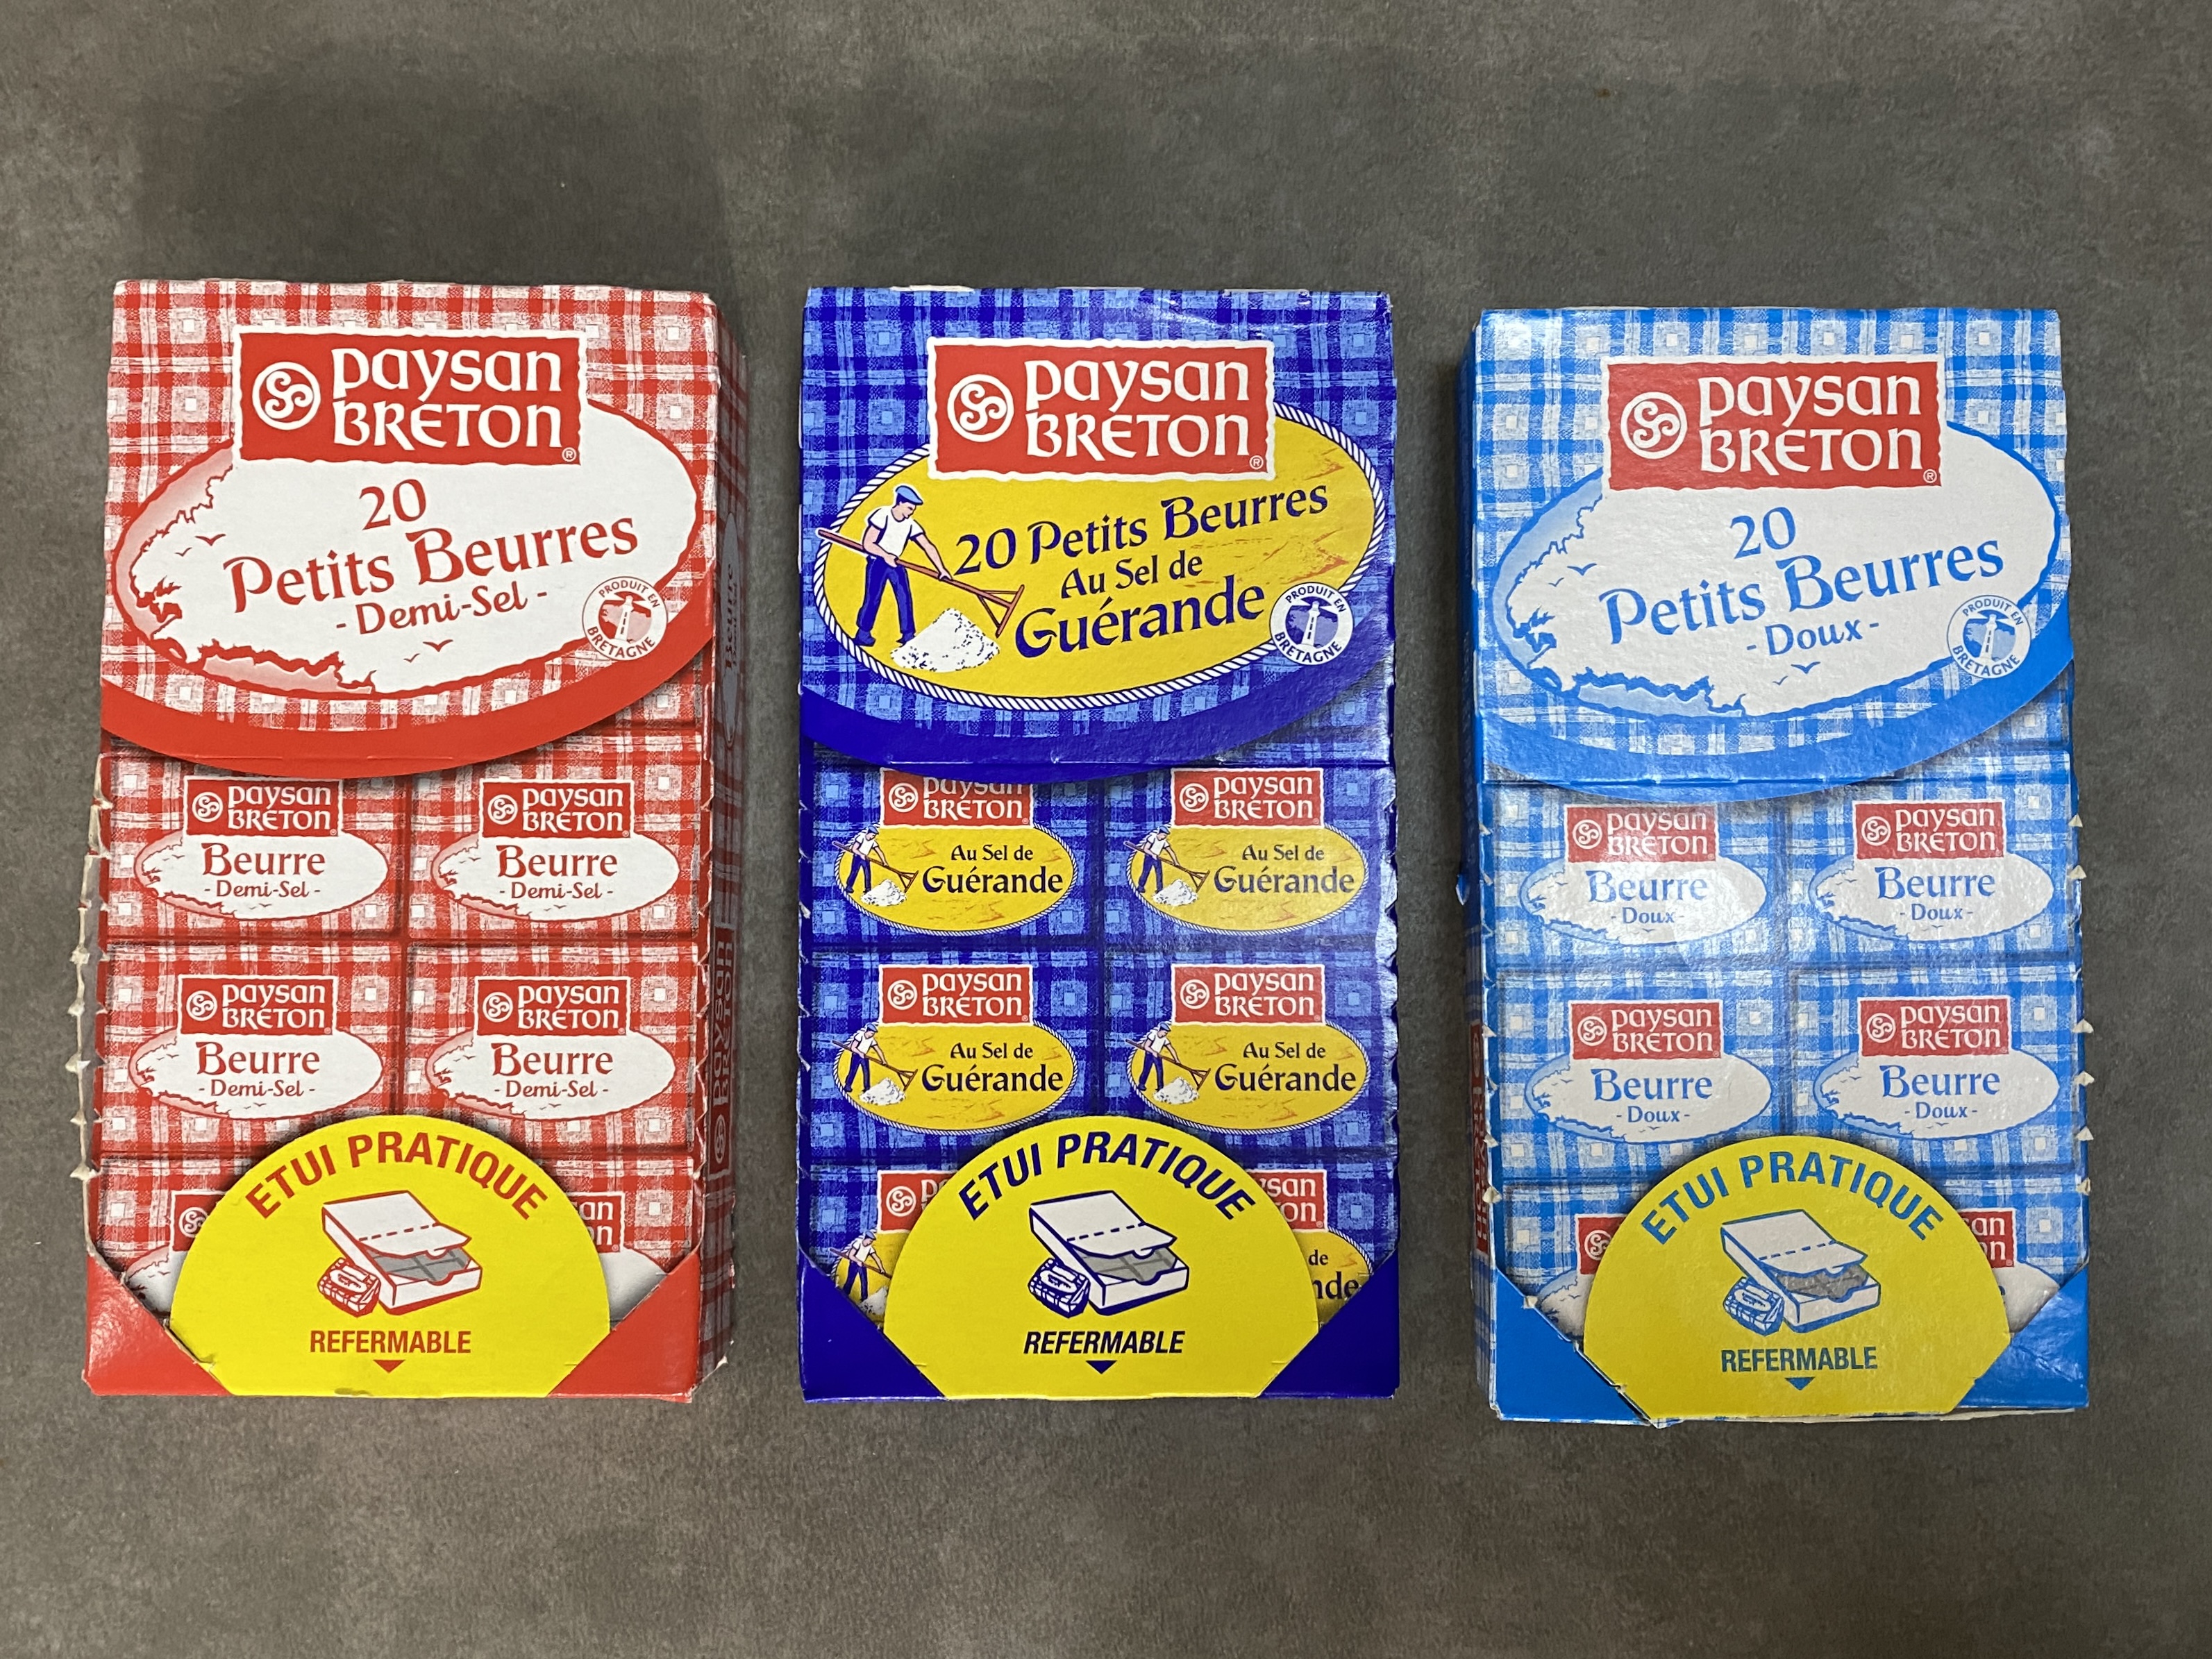 paysan
BRETON
®
20
Petits Beurres
- Demi-Sel -
PRODUIT EN
BRETAGNE
paysan
BRETON
Beurre
- Demi-Sel -
paysan
BRETON
Beurre
- Demi-Sel -
paysan
BRETON
Beurre
- Demi-Sel -
paysan
BRETON
Beurre
- Demi-Sel -
ETUI PRATIQUE
REFERMABLE
paysan
BRETON
®
20 Petits Beurres
Au Sel de
Guérande
PRODUIT EN
BRETAGNE
paysan
BRETON
Au Sel de
Guérande
paysan
BRETON
Au Sel de
Guérande
paysan
BRETON
Au Sel de
Guérande
paysan
BRETON
Au Sel de
Guérande
ETUI PRATIQUE
REFERMABLE
paysan
BRETON
®
20
Petits Beurres
- Doux -
PRODUIT EN
BRETAGNE
paysan
BRETON
Beurre
- Doux -
paysan
BRETON
Beurre
- Doux -
paysan
BRETON
Beurre
- Doux -
paysan
BRETON
Beurre
- Doux -
ETUI PRATIQUE
REFERMABLE